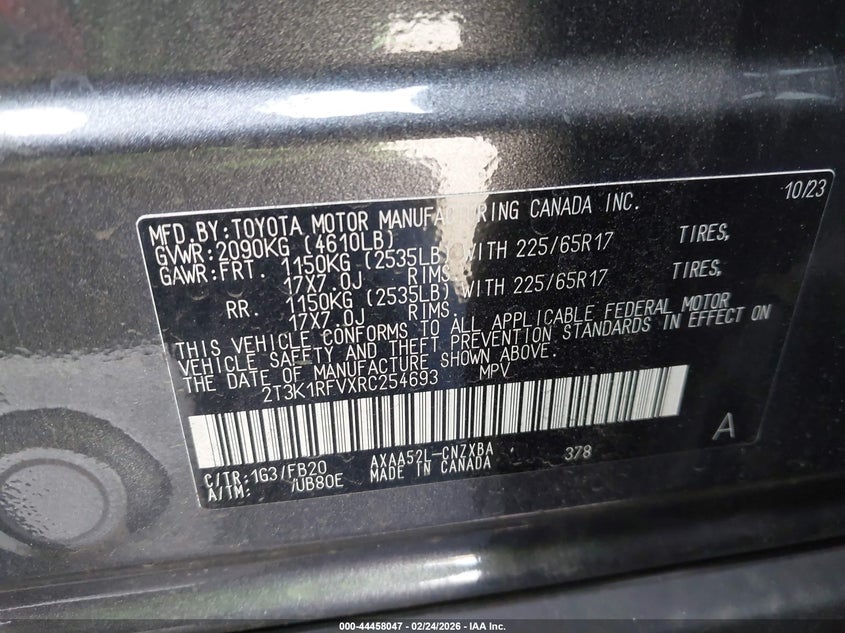 10/23
MFD.BY:TOYOTA MOTOR MANUFACTURING CANADA INC.
GVWR:2090KG (4610LB)
GAWR:FRT. 1150KG (2535LB) WITH 225/65R17 TIRES,
17X7.0J RIMS.
RR. 1150KG (2535LB) WITH 225/65R17 TIRES,
17X7.0J RIMS.
THIS VEHICLE CONFORMS TO ALL APPLICABLE FEDERAL MOTOR
VEHICLE SAFETY AND THEFT PREVENTION STANDARDS IN EFFECT ON
THE DATE OF MANUFACTURE SHOWN ABOVE.
2T3K1RFVXRC254693 MPV
A
C/TR:1G3/FB20 AXAA52L-CNZXBA 378
A/TM: /UB80E MADE IN CANADA
000-44458047 - 02/24/2026 - IAA Inc.